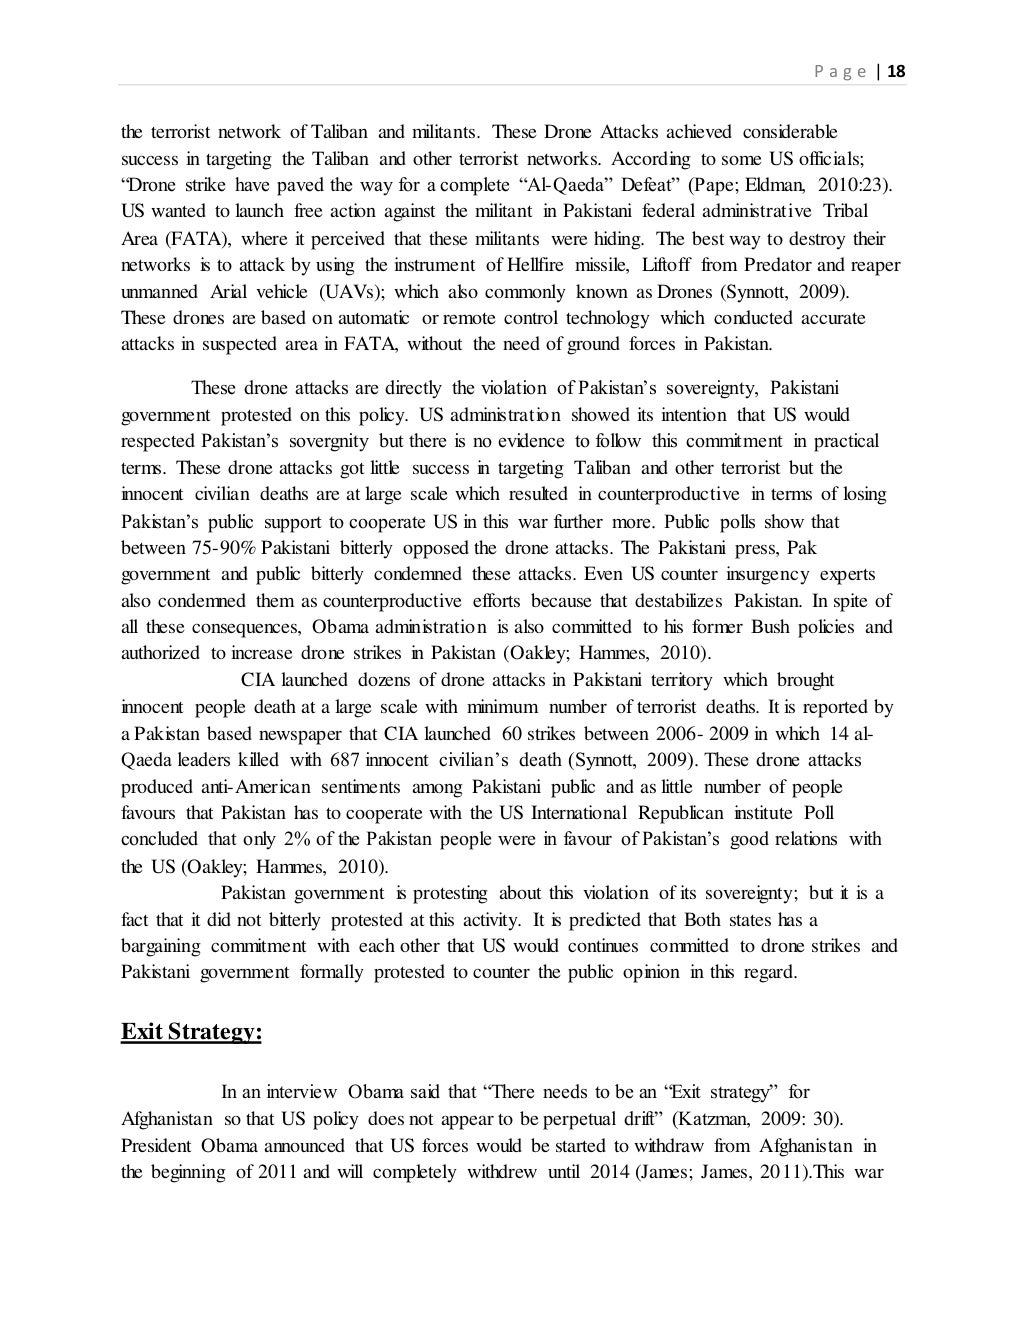 Page | 18
the terrorist network of Taliban and militants. These Drone Attacks achieved considerable
success in targeting the Taliban and other terrorist networks. According to some US officials;
“Drone strike have paved the way for a complete “Al-Qaeda” Defeat” (Pape; Eldman, 2010:23).
US wanted to launch free action against the militant in Pakistani federal administrative Tribal
Area (FATA), where it perceived that these militants were hiding. The best way to destroy their
networks is to attack by using the instrument of Hellfire missile, Liftoff from Predator and reaper
unmanned Arial vehicle (UAVs); which also commonly known as Drones (Synnott, 2009).
These drones are based on automatic or remote control technology which conducted accurate
attacks in suspected area in FATA, without the need of ground forces in Pakistan.
These drone attacks are directly the violation of Pakistan’s sovereignty, Pakistani
government protested on this policy. US administration showed its intention that US would
respected Pakistan’s sovergnity but there is no evidence to follow this commitment in practical
terms. These drone attacks got little success in targeting Taliban and other terrorist but the
innocent civilian deaths are at large scale which resulted in counterproductive in terms of losing
Pakistan’s public support to cooperate US in this war further more. Public polls show that
between 75-90% Pakistani bitterly opposed the drone attacks. The Pakistani press, Pak
government and public bitterly condemned these attacks. Even US counter insurgency experts
also condemned them as counterproductive efforts because that destabilizes Pakistan. In spite of
all these consequences, Obama administration is also committed to his former Bush policies and
authorized to increase drone strikes in Pakistan (Oakley; Hammes, 2010).
CIA launched dozens of drone attacks in Pakistani territory which brought
innocent people death at a large scale with minimum number of terrorist deaths. It is reported by
a Pakistan based newspaper that CIA launched 60 strikes between 2006- 2009 in which 14 al-
Qaeda leaders killed with 687 innocent civilian’s death (Synnott, 2009). These drone attacks
produced anti-American sentiments among Pakistani public and as little number of people
favours that Pakistan has to cooperate with the US International Republican institute Poll
concluded that only 2% of the Pakistan people were in favour of Pakistan’s good relations with
the US (Oakley; Hammes, 2010).
Pakistan government is protesting about this violation of its sovereignty; but it is a
fact that it did not bitterly protested at this activity. It is predicted that Both states has a
bargaining commitment with each other that US would continues committed to drone strikes and
Pakistani government formally protested to counter the public opinion in this regard.
Exit Strategy:
In an interview Obama said that “There needs to be an “Exit strategy” for
Afghanistan so that US policy does not appear to be perpetual drift” (Katzman, 2009: 30).
President Obama announced that US forces would be started to withdraw from Afghanistan in
the beginning of 2011 and will completely withdrew until 2014 (James; James, 2011).This war